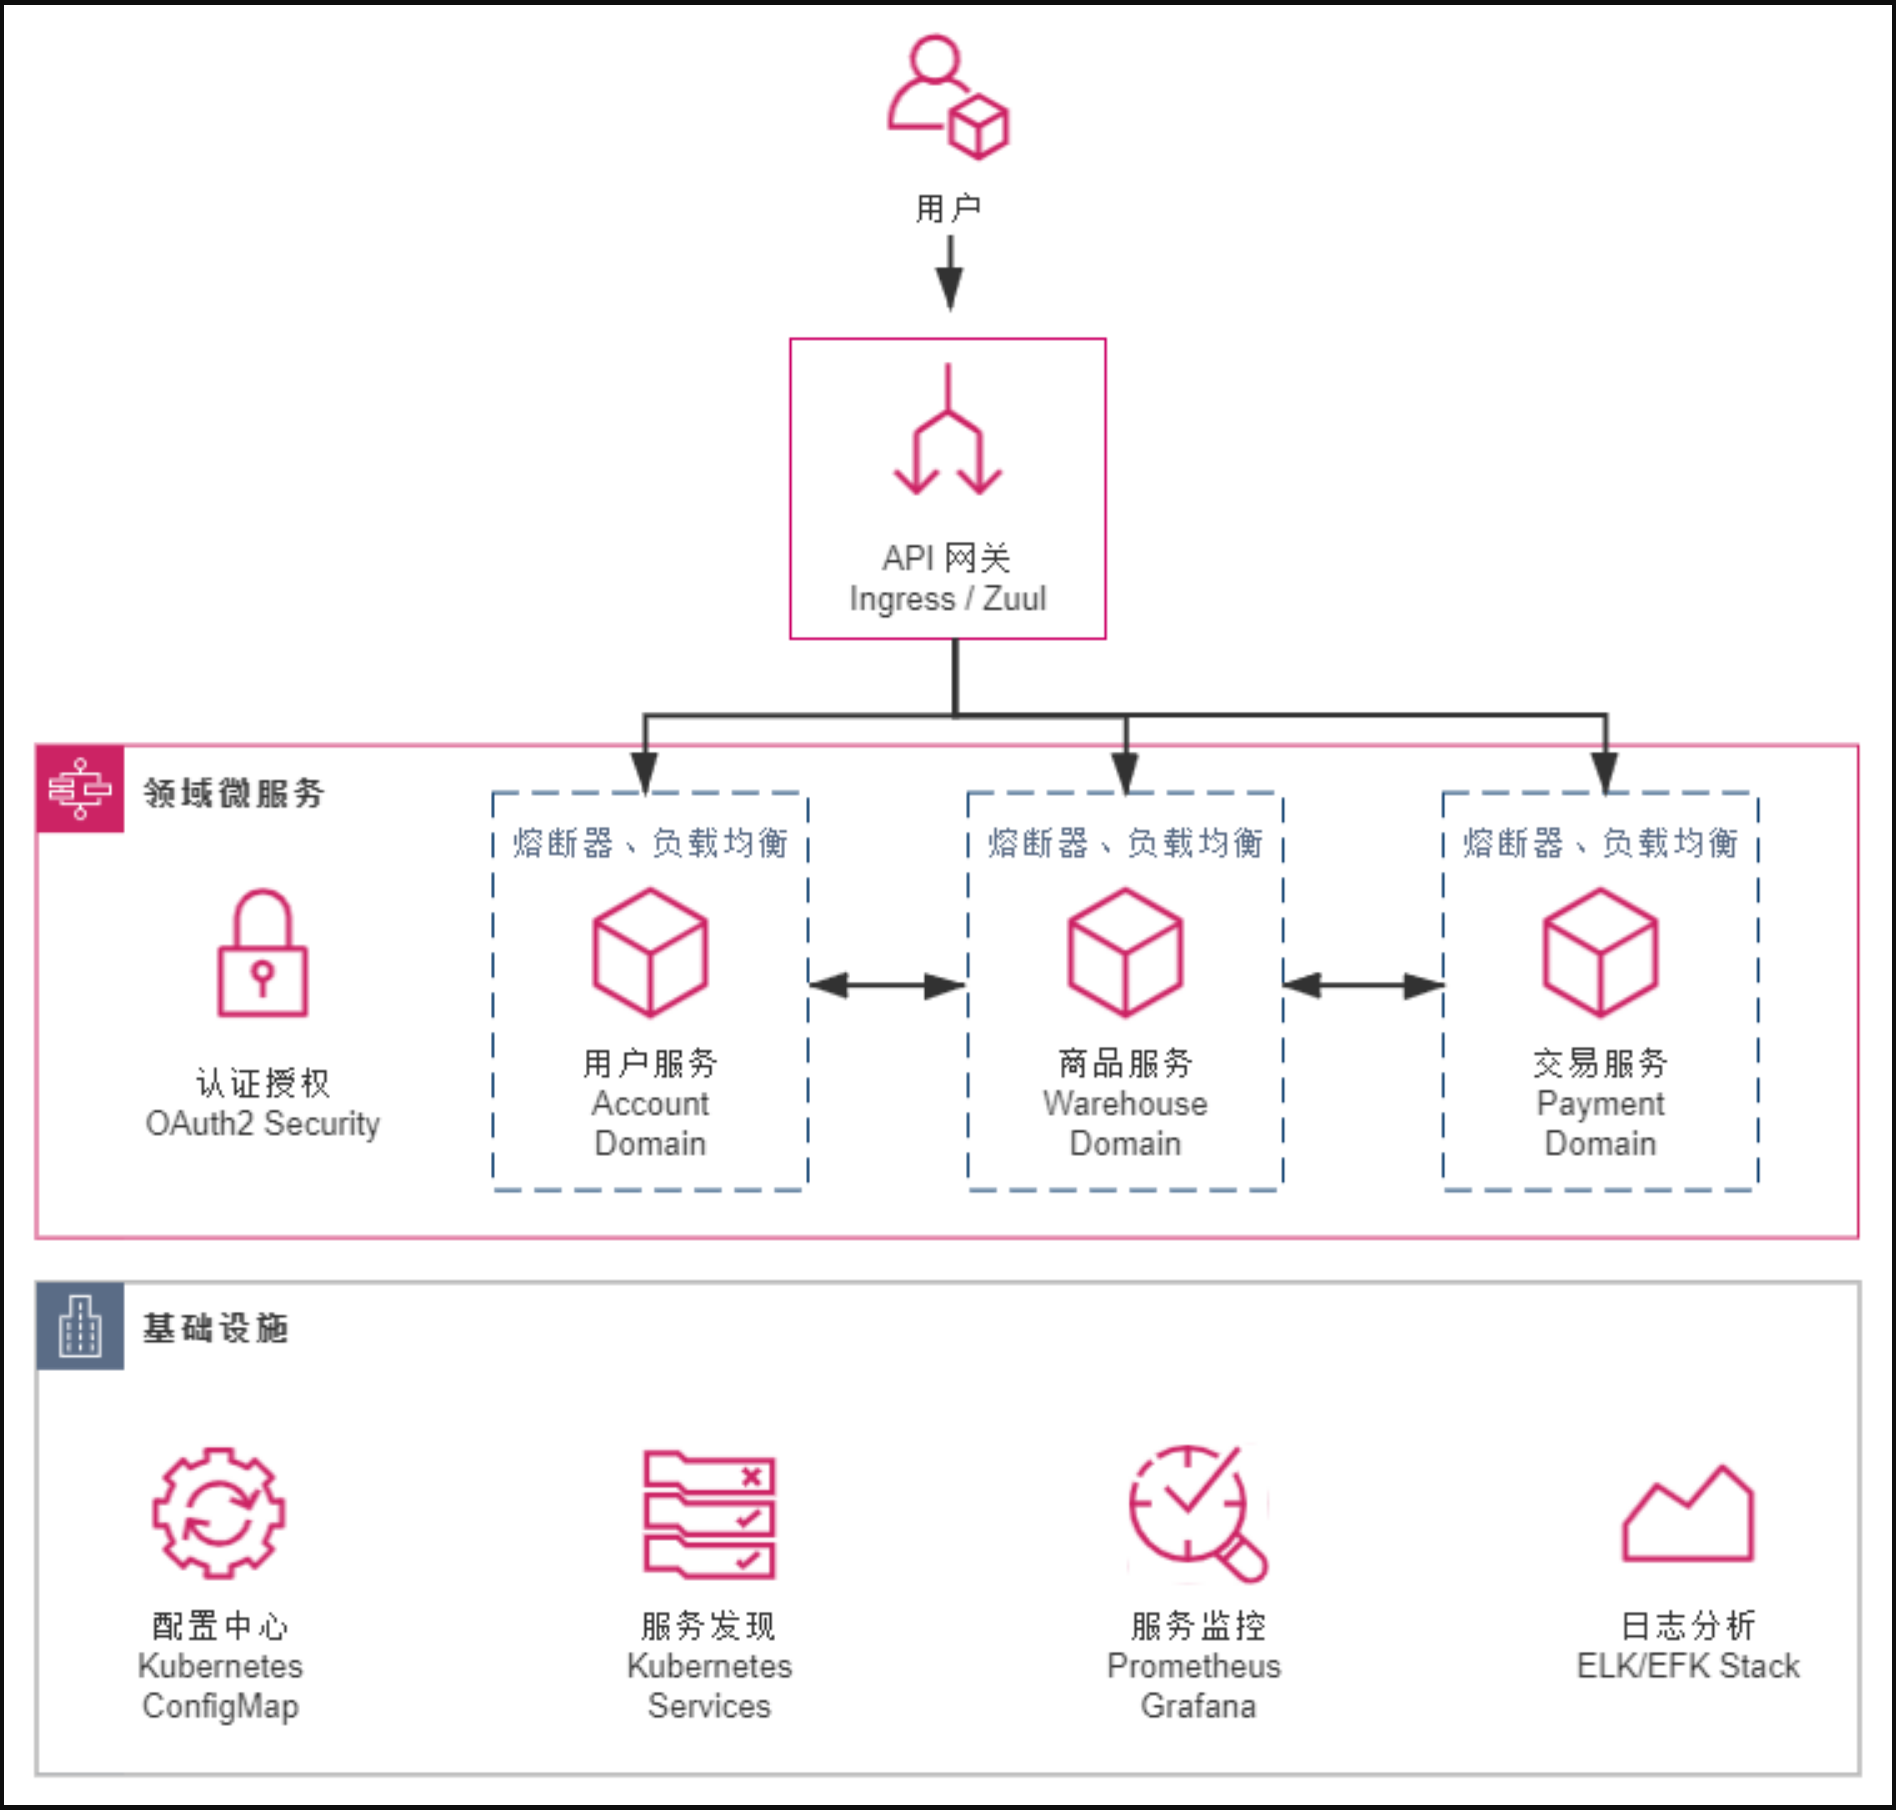 用户
API 网关
Ingress / Zuul
领域微服务
熔断器、负载均衡
熔断器、负载均衡
熔断器、负载均衡
认证授权
OAuth2 Security
用户服务
Account
Domain
商品服务
Warehouse
Domain
交易服务
Payment
Domain
基础设施
配置中心
Kubernetes
ConfigMap
服务发现
Kubernetes
Services
服务监控
Prometheus
Grafana
日志分析
ELK/EFK Stack